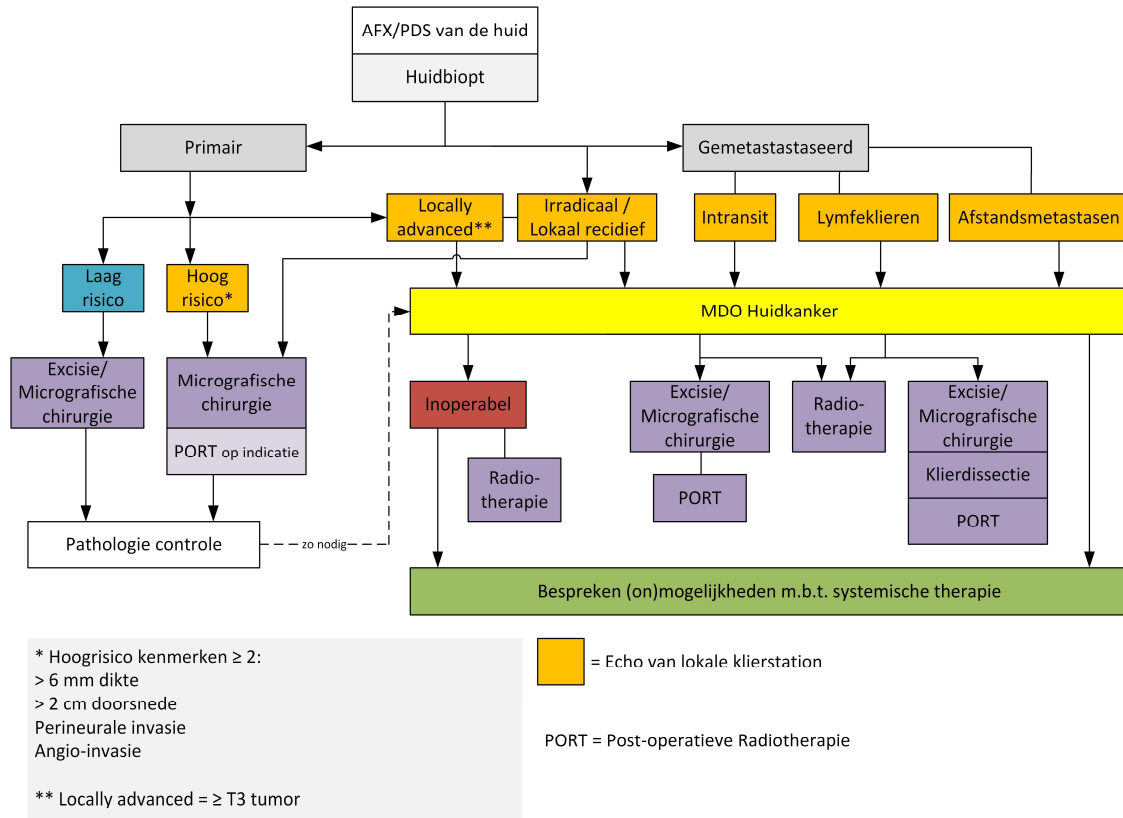 AFX/PDS van de huid
Huidbiopt
Primair
Gemetastastaseerd
Locally
advanced**
Irradicaal /
Lokaal recidief
Intransit
Lymfeklieren
Afstandsmetastasen
Laag
risico
Hoog
risico*
MDO Huidkanker
Excisie/
Micrografische
chirurgie
Micrografische
chirurgie
PORT op indicatie
Inoperabel
Radio-
therapie
Excisie/
Micrografische
chirurgie
PORT
Radio-
therapie
Excisie/
Micrografische
chirurgie
Klierdissectie
PORT
Pathologie controle
zo nodig
Bespreken (on)mogelijkheden m.b.t. systemische therapie
* Hoogrisico kenmerken ≥ 2:
> 6 mm dikte
> 2 cm doorsnede
Perineurale invasie
Angio-invasie
** Locally advanced = ≥ T3 tumor
= Echo van lokale klierstation
PORT = Post-operatieve Radiotherapie